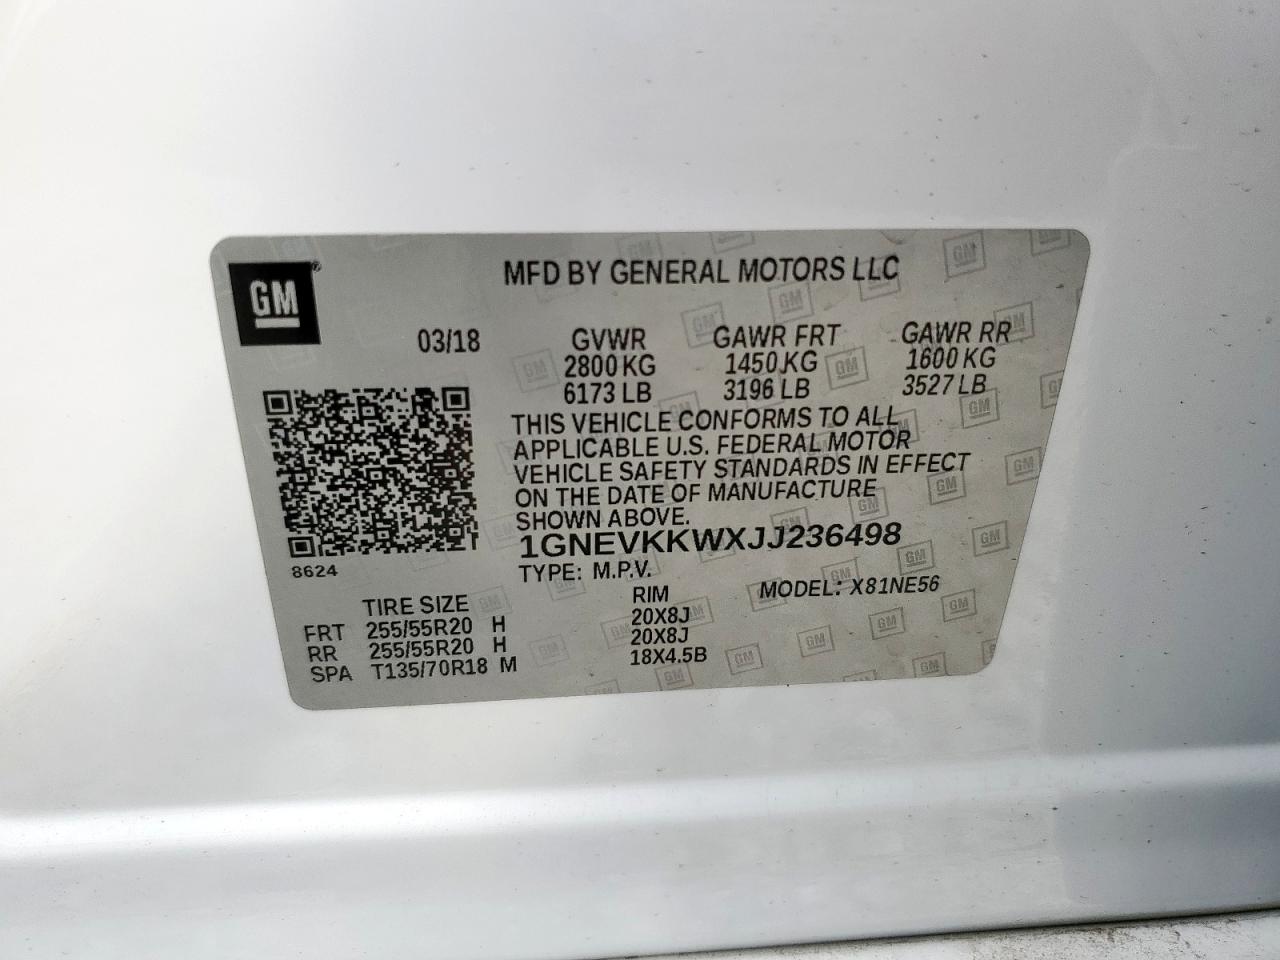 GM
MFD BY GENERAL MOTORS LLC
03/18 GVWR GAWR FRT GAWR RR
2800 KG 1450 KG 1600 KG
6173 LB 3196 LB 3527 LB
THIS VEHICLE CONFORMS TO ALL
APPLICABLE U.S. FEDERAL MOTOR
VEHICLE SAFETY STANDARDS IN EFFECT
ON THE DATE OF MANUFACTURE
SHOWN ABOVE.
1GNEVKKWXJJ236498
8624
TYPE: M.P.V. MODEL: X81NE56
TIRE SIZE RIM
FRT 255/55R20 H 20X8J
RR 255/55R20 H 20X8J
SPA T135/70R18 M 18X4.5B